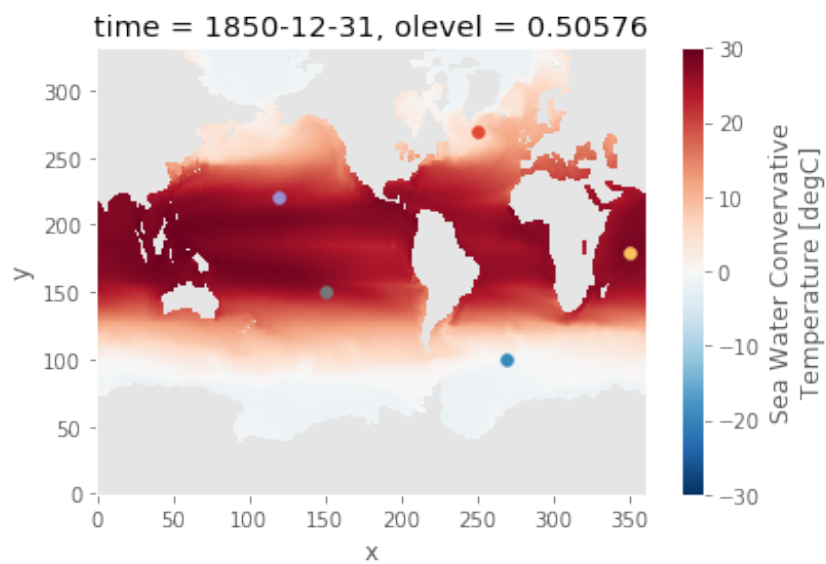 time = 1850-12-31, olevel = 0.50576
y
300
250
200
150
100
50
0
0 50 100 150 200 250 300 350
x
30
20
10
0
−10
−20
−30
Sea Water Convervative
Temperature [degC]